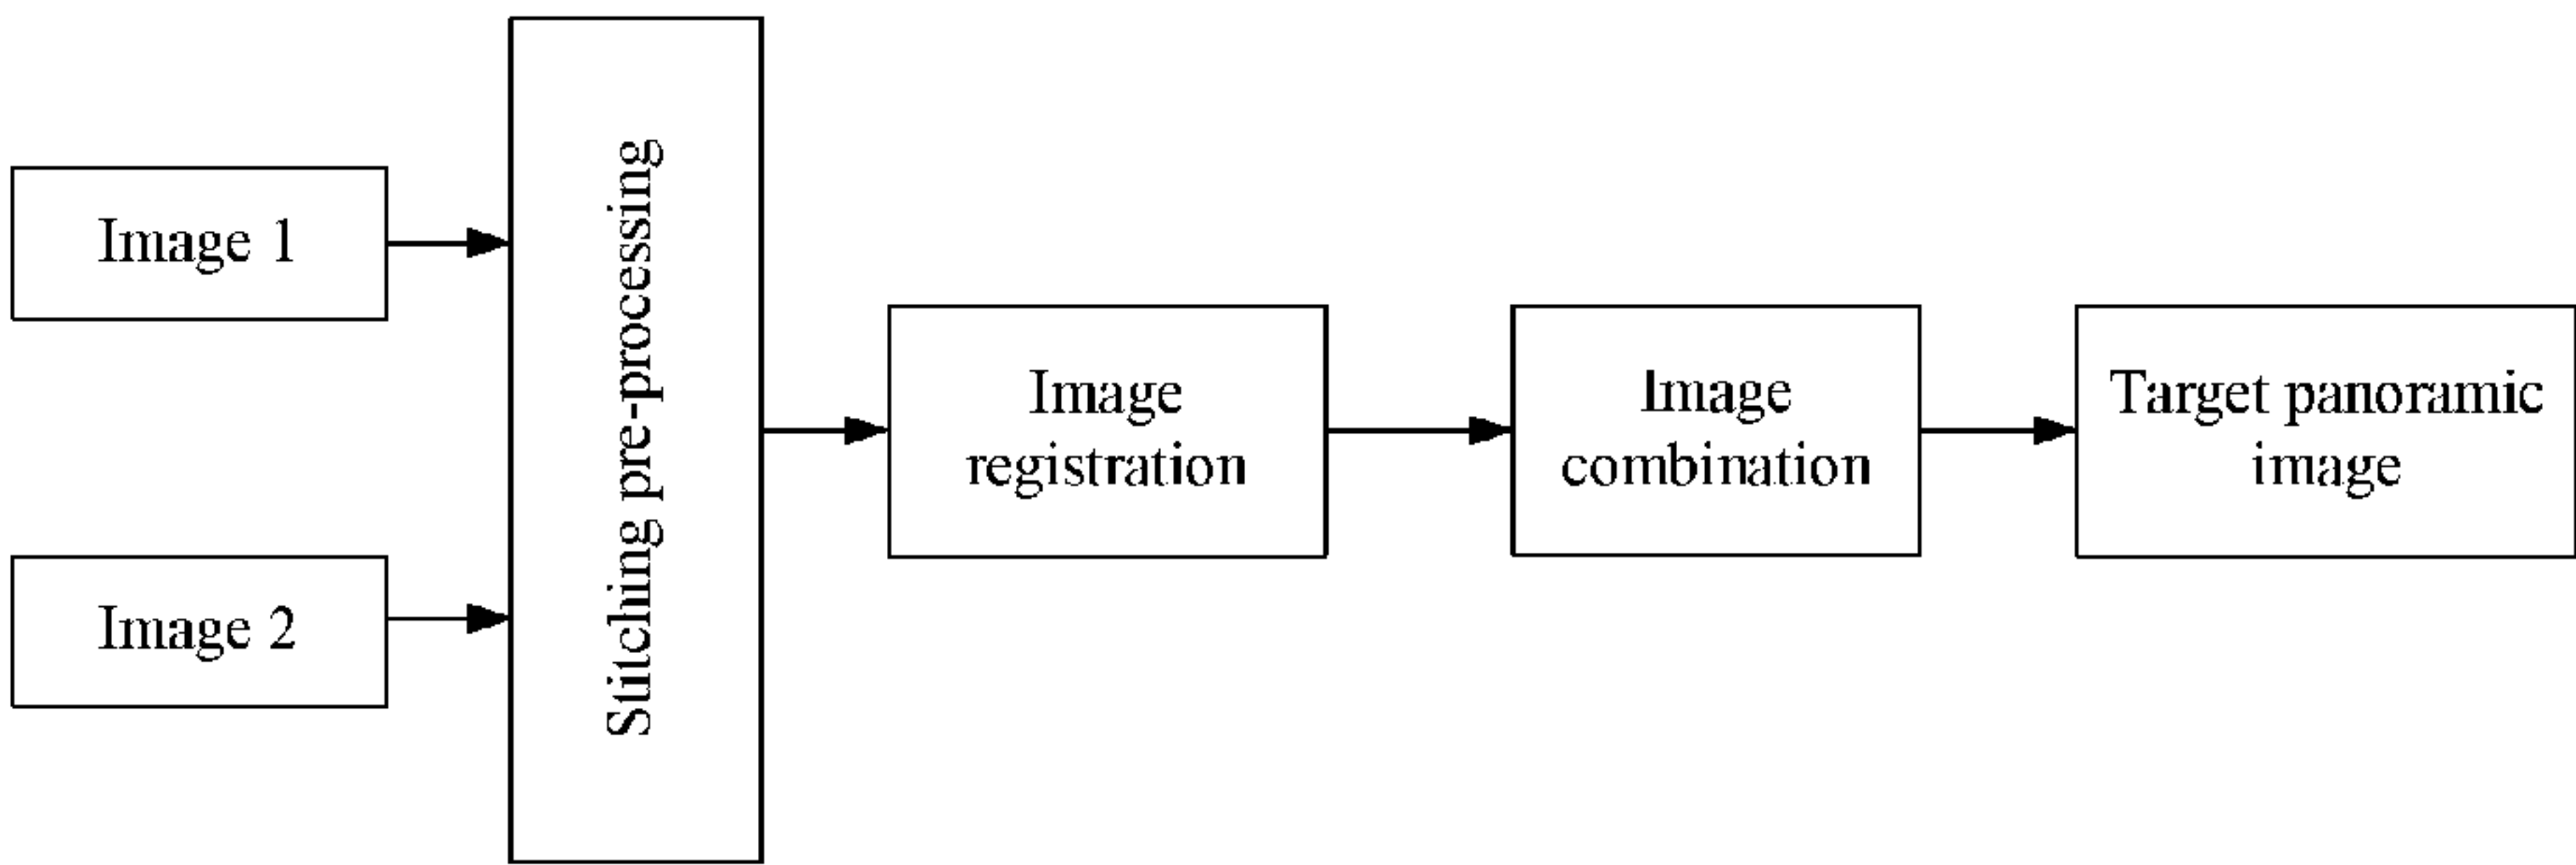 Image 1
Image 2
Stitching pre-processing
Image
registration
Image
combination
Target panoramic
image